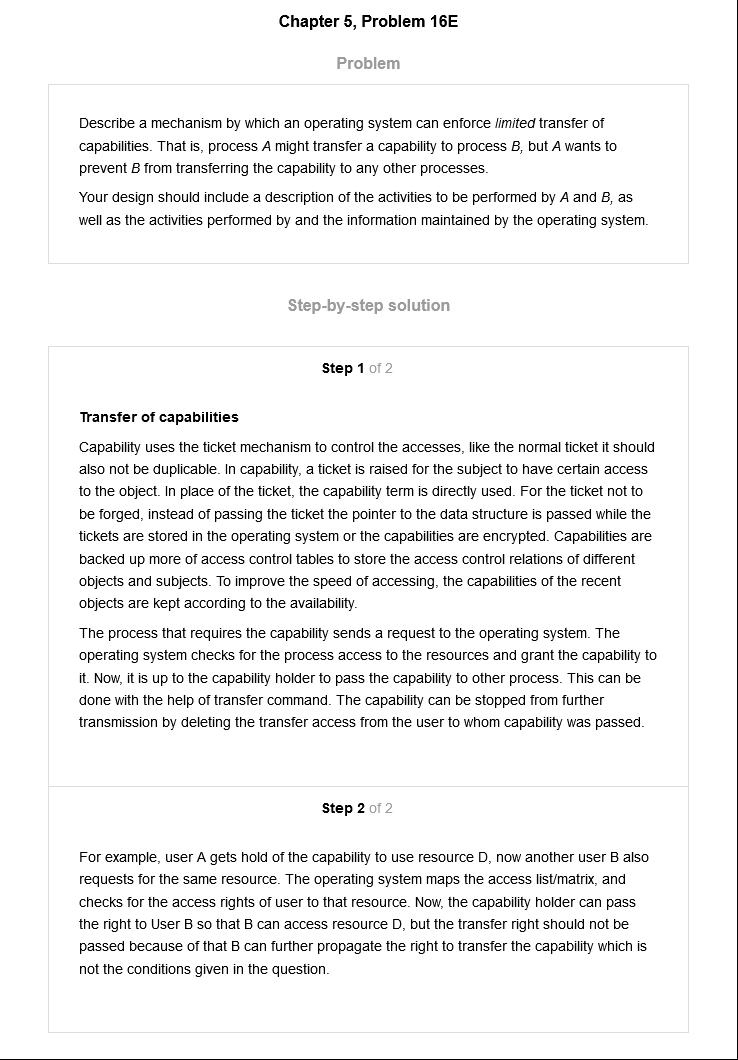 Chapter 5, Problem 16E
Problem
Describe a mechanism by which an operating system can enforce limited transfer of
capabilities. That is, process A might transfer a capability to process B, but A wants to
prevent B from transferring the capability to any other processes.
Your design should include a description of the activities to be performed by A and B, as
well as the activities performed by and the information maintained by the operating system.
Step-by-step solution
Step 1 of 2
Transfer of capabilities
Capability uses the ticket mechanism to control the accesses, like the normal ticket it should
also not be duplicable. In capability, a ticket is raised for the subject to have certain access
to the object. In place of the ticket, the capability term is directly used. For the ticket not to
be forged, instead of passing the ticket the pointer to the data structure is passed while the
tickets are stored in the operating system or the capabilities are encrypted. Capabilities are
backed up more of access control tables to store the access control relations of different
objects and subjects. To improve the speed of accessing, the capabilities of the recent
objects are kept according to the availability.
The process that requires the capability sends a request to the operating system. The
operating system checks for the process access to the resources and grant the capability to
it. Now, it is up to the capability holder to pass the capability to other process. This can be
done with the help of transfer command. The capability can be stopped from further
transmission by deleting the transfer access from the user to whom capability was passed.
Step 2 of 2
For example, user A gets hold of the capability to use resource D, now another user B also
requests for the same resource. The operating system maps the access list/matrix, and
checks for the access rights of user to that resource. Now, the capability holder can pass
the right to User B so that B can access resource D, but the transfer right should not be
passed because of that B can further propagate the right to transfer the capability which is
not the conditions given in the question.